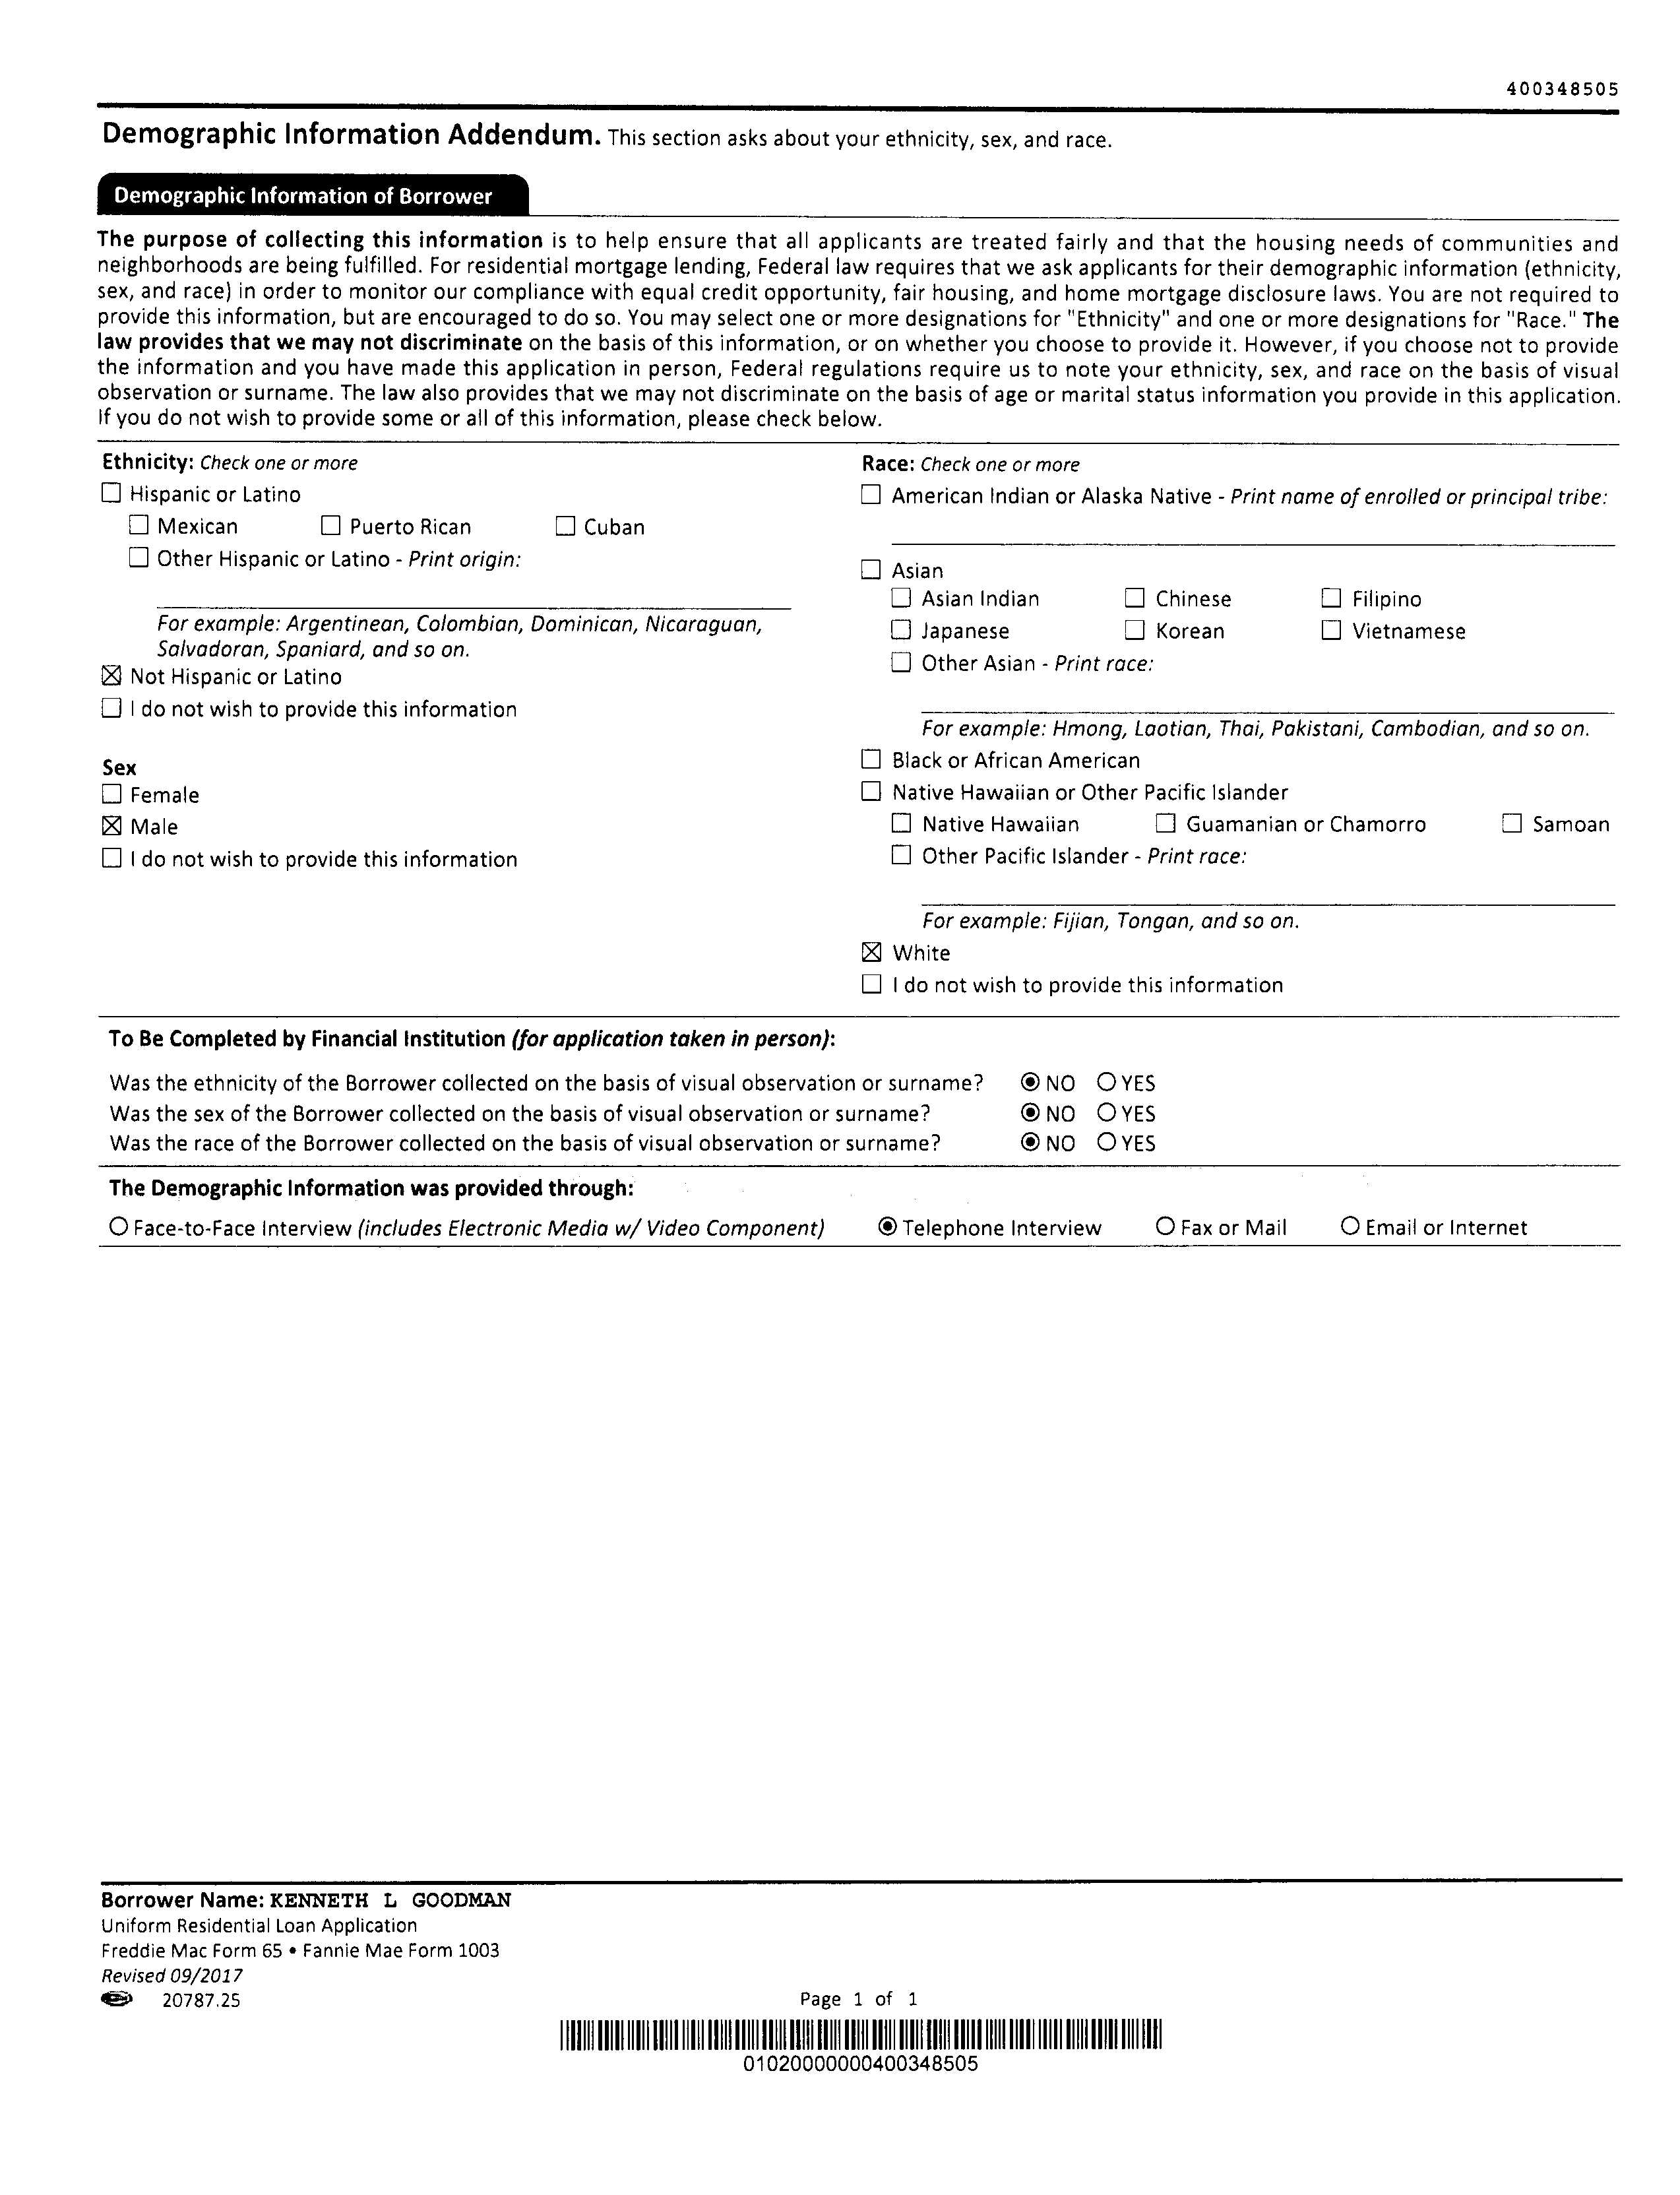 400348505
Demographic Information Addendum. This section asks about your ethnicity, sex, and race.
Demographic Information of Borrower
The purpose of collecting this information is to help ensure that all applicants are treated fairly and that the housing needs of communities and
neighborhoods are being fulfilled. For residential mortgage lending, Federal law requires that we ask applicants for their demographic information (ethnicity,
sex, and race) in order to monitor our compliance with equal credit opportunity, fair housing, and home mortgage disclosure laws. You are not required to
provide this information, but are encouraged to do so. You may select one or more designations for "Ethnicity" and one or more designations for "Race." The
law provides that we may not discriminate on the basis of this information, or on whether you choose to provide it. However, if you choose not to provide
the information and you have made this application in person, Federal regulations require us to note your ethnicity, sex, and race on the basis of visual
observation or surname. The law also provides that we may not discriminate on the basis of age or marital status information you provide in this application.
If you do not wish to provide some or all of this information, please check below.
Ethnicity: Check one or more
☐ Hispanic or Latino
☐ Mexican ☐ Puerto Rican ☐ Cuban
☐ Other Hispanic or Latino - Print origin:
For example: Argentinean, Colombian, Dominican, Nicaraguan,
Salvadoran, Spaniard, and so on.
☒ Not Hispanic or Latino
☐ I do not wish to provide this information
Sex
☐ Female
☒ Male
☐ I do not wish to provide this information
Race: Check one or more
☐ American Indian or Alaska Native - Print name of enrolled or principal tribe:
☐ Asian
☐ Asian Indian ☐ Chinese ☐ Filipino
☐ Japanese ☐ Korean ☐ Vietnamese
☐ Other Asian - Print race:
For example: Hmong, Laotian, Thai, Pakistani, Cambodian, and so on.
☐ Black or African American
☐ Native Hawaiian or Other Pacific Islander
☐ Native Hawaiian ☐ Guamanian or Chamorro ☐ Samoan
☐ Other Pacific Islander - Print race:
For example: Fijian, Tongan, and so on.
☒ White
☐ I do not wish to provide this information
To Be Completed by Financial Institution (for application taken in person):
Was the ethnicity of the Borrower collected on the basis of visual observation or surname? ◉ NO ○ YES
Was the sex of the Borrower collected on the basis of visual observation or surname? ◉ NO ○ YES
Was the race of the Borrower collected on the basis of visual observation or surname? ◉ NO ○ YES
The Demographic Information was provided through:
○ Face-to-Face Interview (includes Electronic Media w/ Video Component) ◉ Telephone Interview ○ Fax or Mail ○ Email or Internet
Borrower Name: KENNETH L GOODMAN
Uniform Residential Loan Application
Freddie Mac Form 65 • Fannie Mae Form 1003
Revised 09/2017
20787.25 Page 1 of 1
01020000000400348505